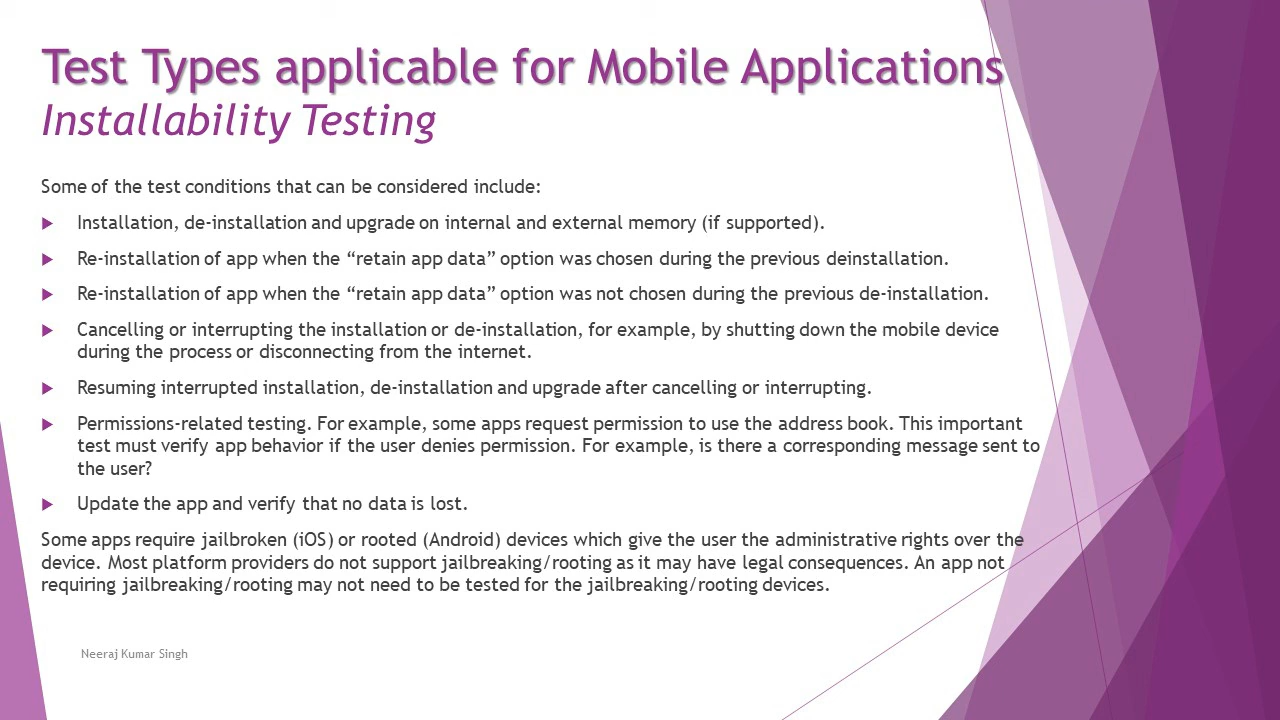 Test Types applicable for Mobile Applications
Installability Testing
Some of the test conditions that can be considered include:
Installation, de-installation and upgrade on internal and external memory (if supported).
Re-installation of app when the “retain app data” option was chosen during the previous deinstallation.
Re-installation of app when the “retain app data” option was not chosen during the previous de-installation.
Cancelling or interrupting the installation or de-installation, for example, by shutting down the mobile device
during the process or disconnecting from the internet.
Resuming interrupted installation, de-installation and upgrade after cancelling or interrupting.
Permissions-related testing. For example, some apps request permission to use the address book. This important
test must verify app behavior if the user denies permission. For example, is there a corresponding message sent to
the user?
Update the app and verify that no data is lost.
Some apps require jailbroken (iOS) or rooted (Android) devices which give the user the administrative rights over the
device. Most platform providers do not support jailbreaking/rooting as it may have legal consequences. An app not
requiring jailbreaking/rooting may not need to be tested for the jailbreaking/rooting devices.
Neeraj Kumar Singh